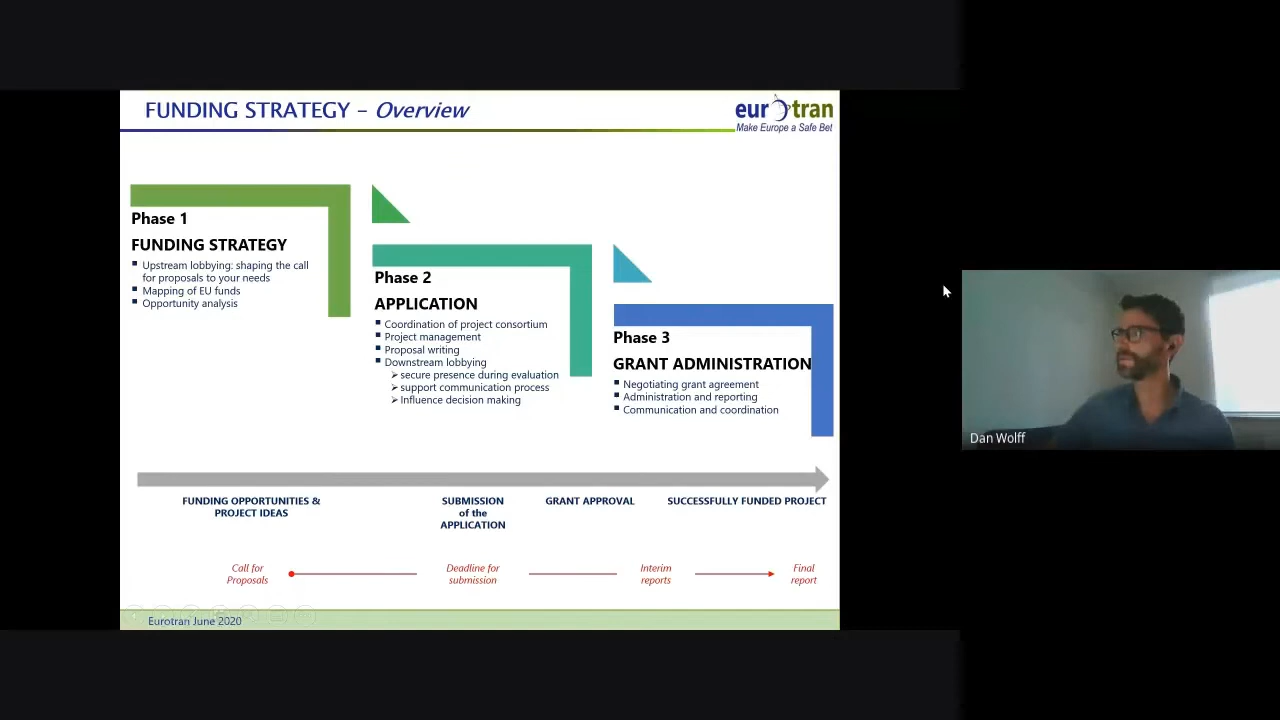 FUNDING STRATEGY – Overview
eurotran
Make Europe a Safe Bet
Phase 1
FUNDING STRATEGY
▪ Upstream lobbying: shaping the call
for proposals to your needs
▪ Mapping of EU funds
▪ Opportunity analysis
Phase 2
APPLICATION
▪ Coordination of project consortium
▪ Project management
▪ Proposal writing
▪ Downstream lobbying
➢ secure presence during evaluation
➢ support communication process
➢ Influence decision making
Phase 3
GRANT ADMINISTRATION
▪ Negotiating grant agreement
▪ Administration and reporting
▪ Communication and coordination
FUNDING OPPORTUNITIES &
PROJECT IDEAS
SUBMISSION
of the
APPLICATION
GRANT APPROVAL
SUCCESSFULLY FUNDED PROJECT
Call for
Proposals
Deadline for
submission
Interim
reports
Final
report
Eurotran June 2020
Dan Wolff